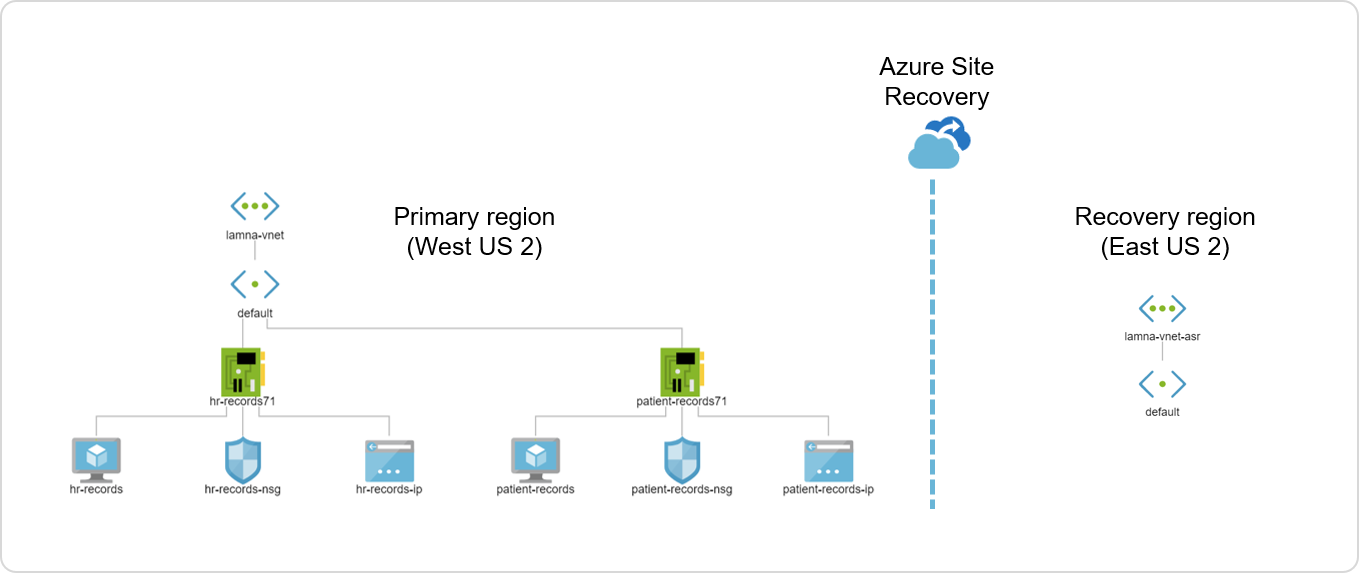 Azure Site
Recovery
Primary region
(West US 2)
Recovery region
(East US 2)
lamna-vnet
default
hr-records71
patient-records71
hr-records
hr-records-nsg
hr-records-ip
patient-records
patient-records-nsg
patient-records-ip
lamna-vnet-asr
default